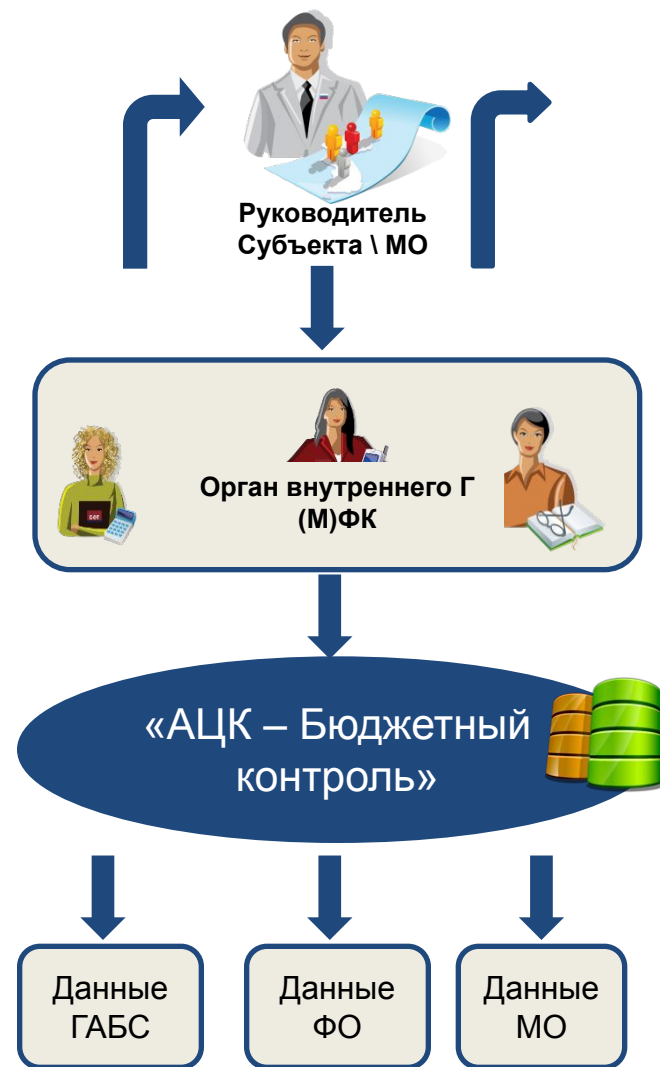 Руководитель
Субъекта \ МО
Орган внутреннего Г
(М)ФК
«АЦК – Бюджетный
контроль»
Данные
ГАБС
Данные
ФО
Данные
МО